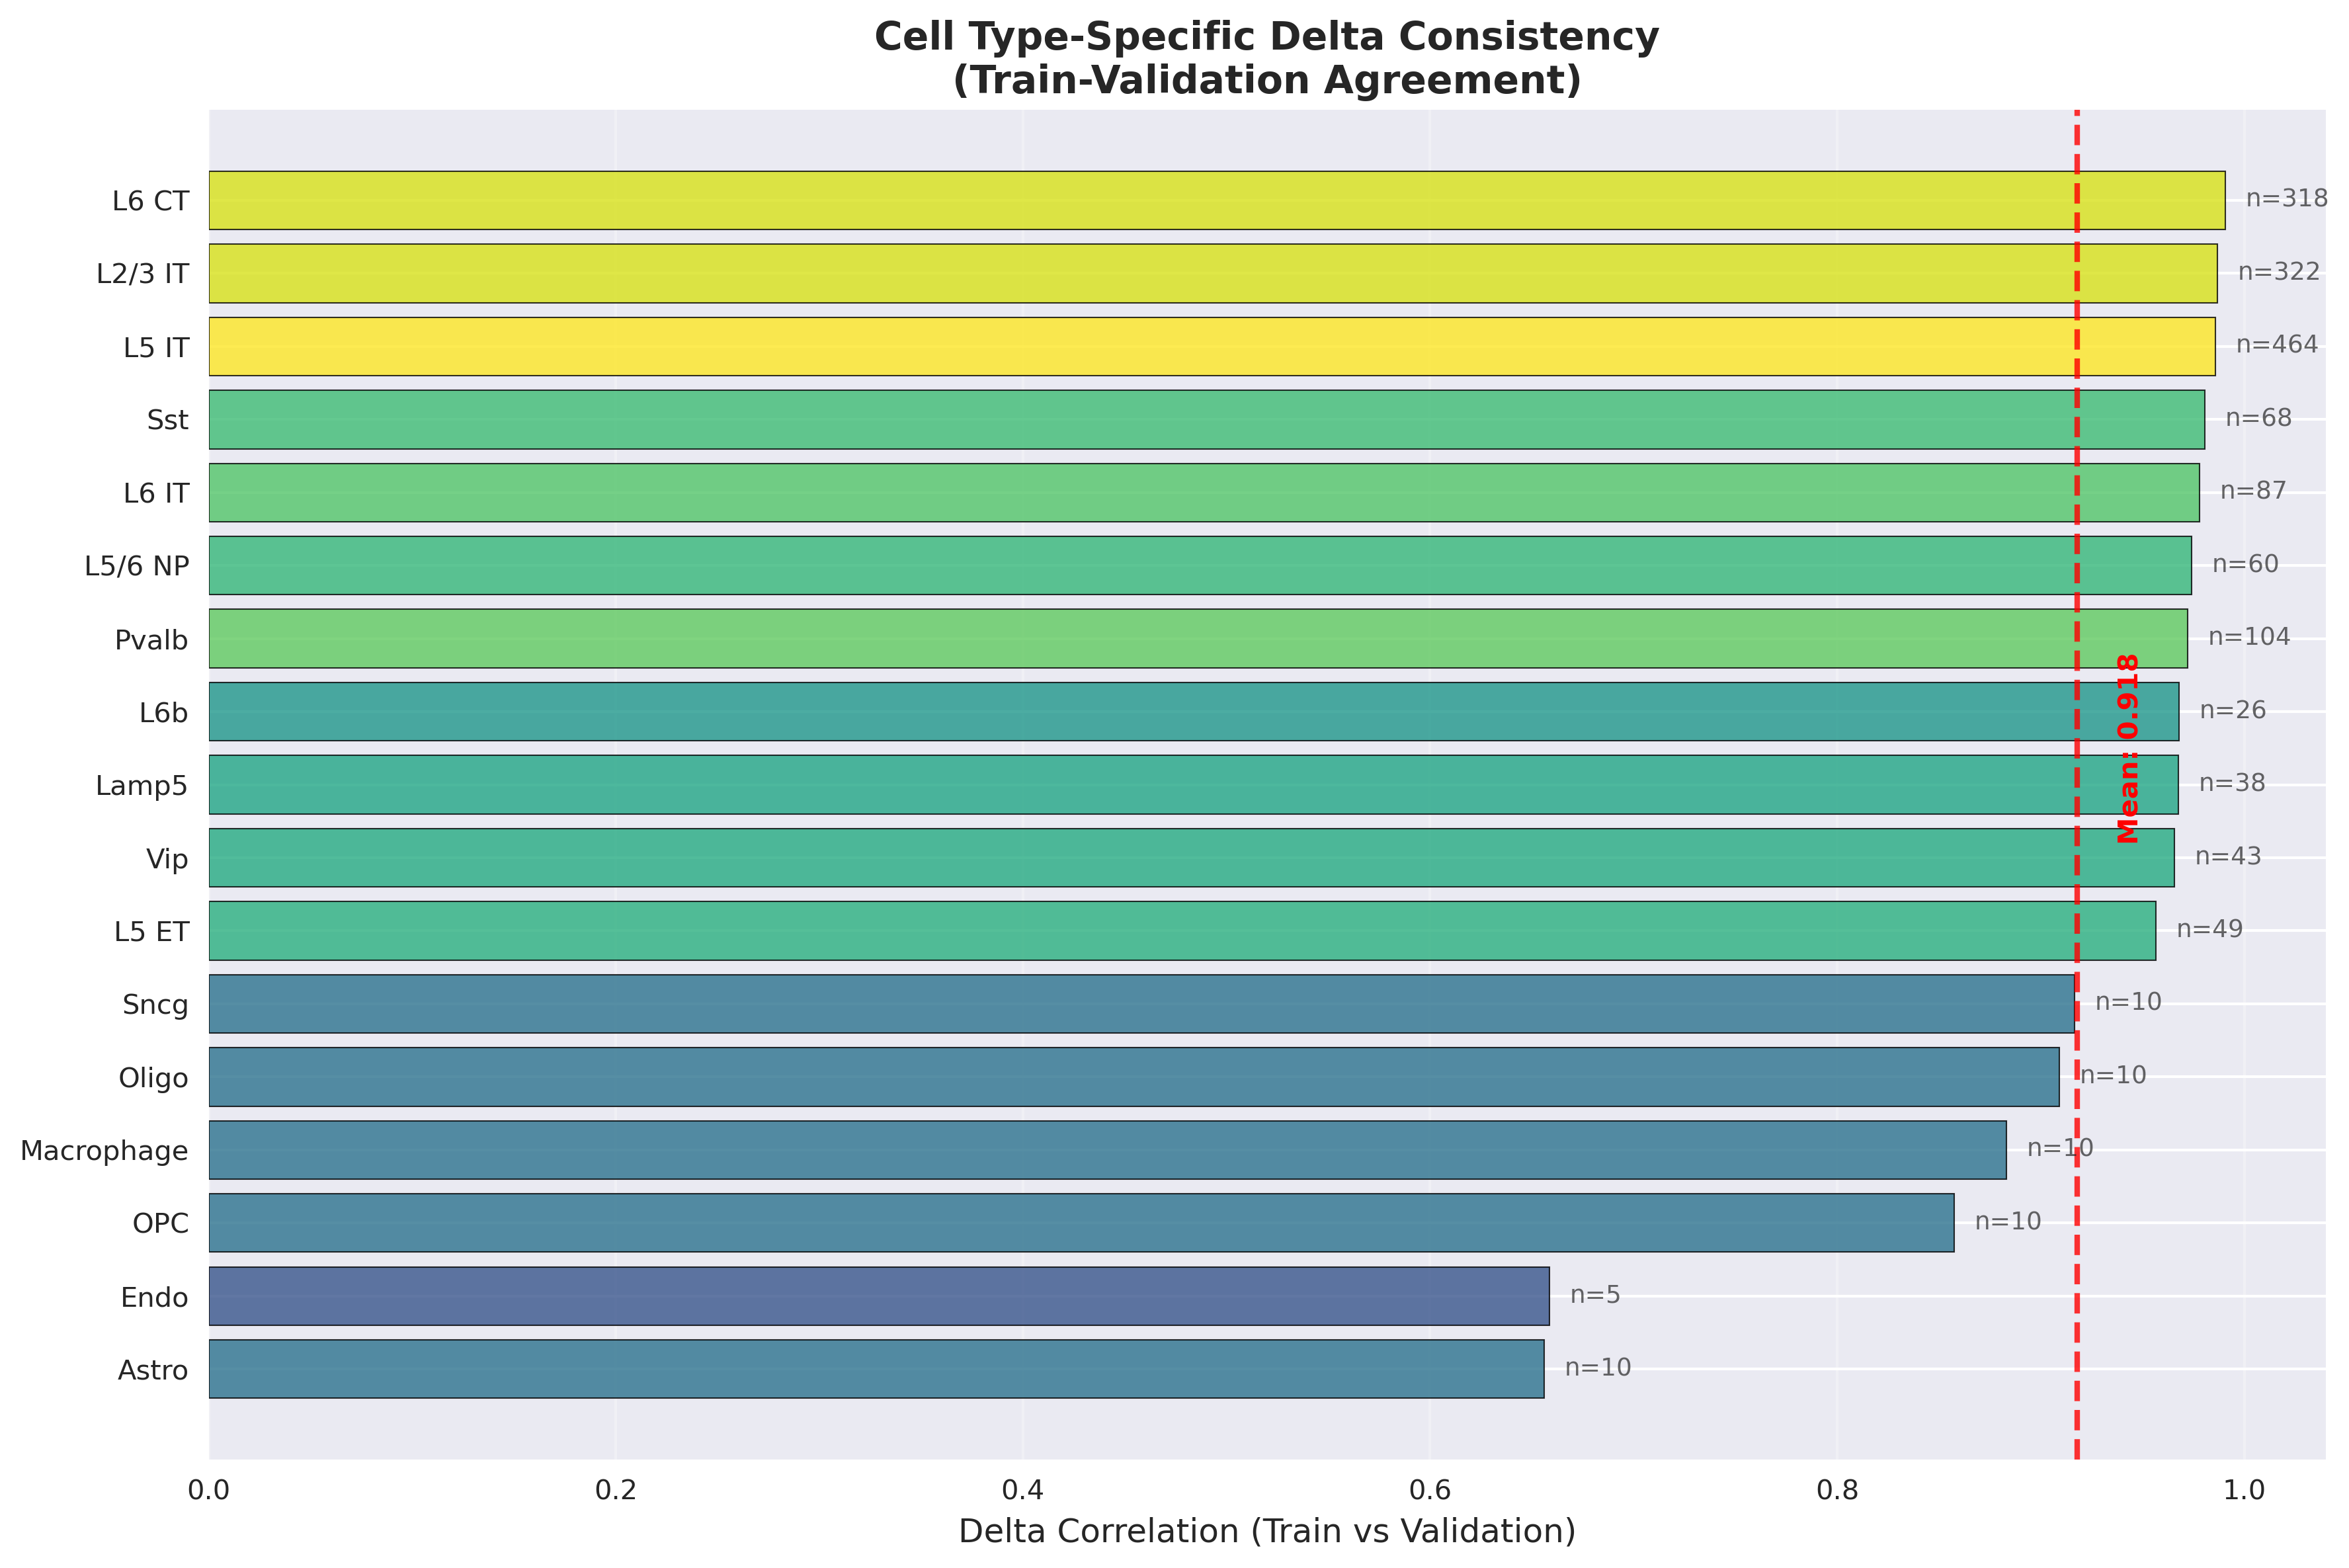 Cell Type-Specific Delta Consistency
(Train-Validation Agreement)
L6 CT
n=318
L2/3 IT
n=322
L5 IT
n=464
Sst
n=68
L6 IT
n=87
L5/6 NP
n=60
Pvalb
n=104
L6b
n=26
Lamp5
n=38
Vip
n=43
L5 ET
n=49
Mean: 0.918
Sncg
n=10
Oligo
n=10
Macrophage
n=10
OPC
n=10
Endo
n=5
Astro
n=10
0.0 0.2 0.4 0.6 0.8 1.0
Delta Correlation (Train vs Validation)